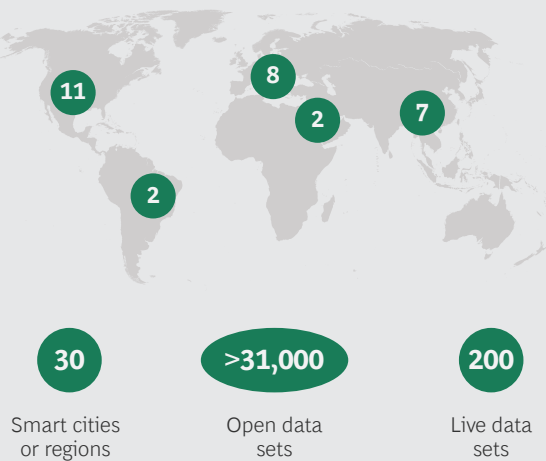 11
8
2
7
2
30
>31,000
200
Smart cities
or regions
Open data
sets
Live data
sets